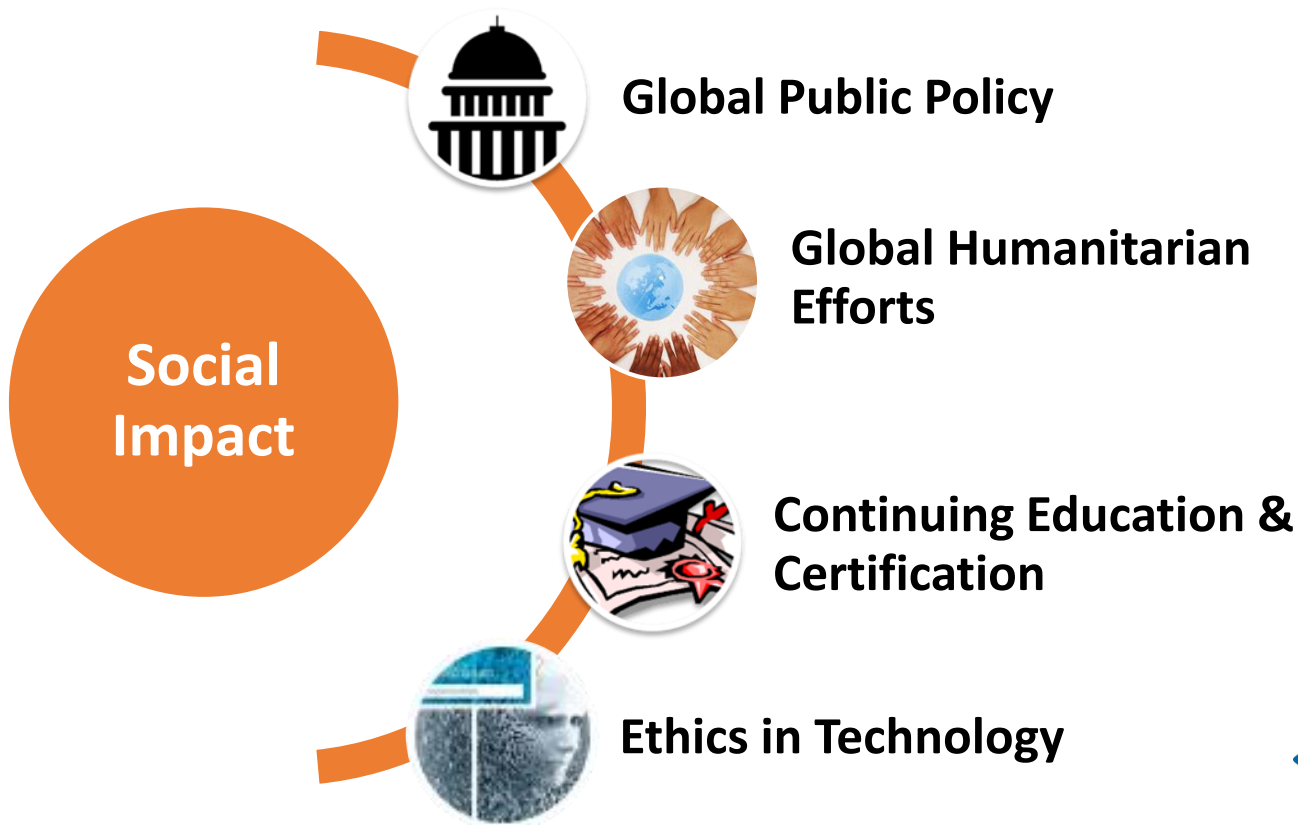 Global Public Policy
Global Humanitarian
Efforts
Social
Impact
Continuing Education &
Certification
Ethics in Technology